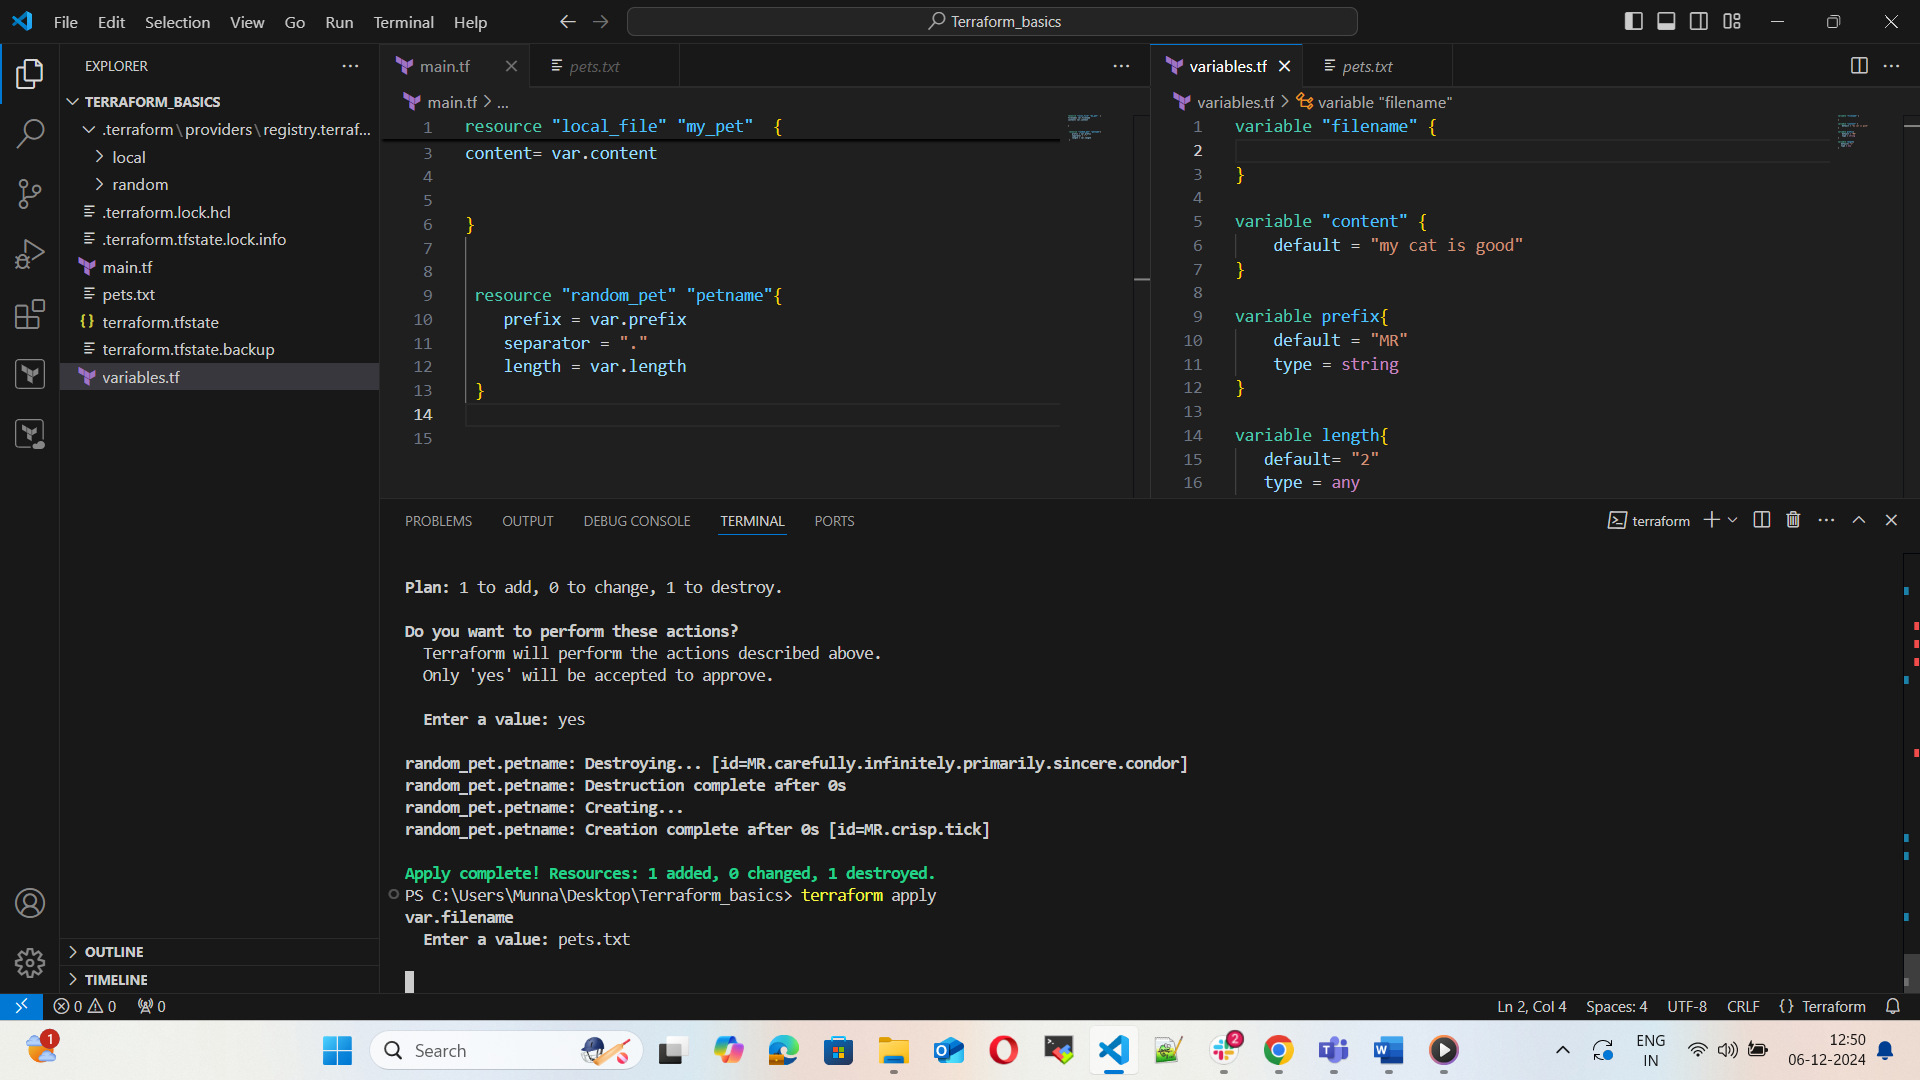 File Edit Selection View Go Run Terminal Help
Terraform_basics
EXPLORER
TERRAFORM_BASICS
.terraform\providers\registry.terraf...
local
random
.terraform.lock.hcl
.terraform.tfstate.lock.info
main.tf
pets.txt
terraform.tfstate
terraform.tfstate.backup
variables.tf
OUTLINE
TIMELINE
main.tf
pets.txt
main.tf > ...
1 resource "local_file" "my_pet"  {
3 content= var.content
4
5
6 }
7
8
9 resource "random_pet" "petname"{
10 prefix = var.prefix
11 separator = "."
12 length = var.length
13 }
14
15
variables.tf
pets.txt
variables.tf > variable "filename"
1 variable "filename" {
2
3 }
4
5 variable "content" {
6 default = "my cat is good"
7 }
8
9 variable prefix{
10 default = "MR"
11 type = string
12 }
13
14 variable length{
15 default= "2"
16 type = any
PROBLEMS OUTPUT DEBUG CONSOLE TERMINAL PORTS
terraform
Plan: 1 to add, 0 to change, 1 to destroy.
Do you want to perform these actions?
Terraform will perform the actions described above.
Only 'yes' will be accepted to approve.
Enter a value: yes
random_pet.petname: Destroying... [id=MR.carefully.infinitely.primarily.sincere.condor]
random_pet.petname: Destruction complete after 0s
random_pet.petname: Creating...
random_pet.petname: Creation complete after 0s [id=MR.crisp.tick]
Apply complete! Resources: 1 added, 0 changed, 1 destroyed.
PS C:\Users\Munna\Desktop\Terraform_basics> terraform apply
var.filename
Enter a value: pets.txt
0 0 0
Ln 2, Col 4 Spaces: 4 UTF-8 CRLF {} Terraform
1
Search
2
ENG
IN
12:50
06-12-2024